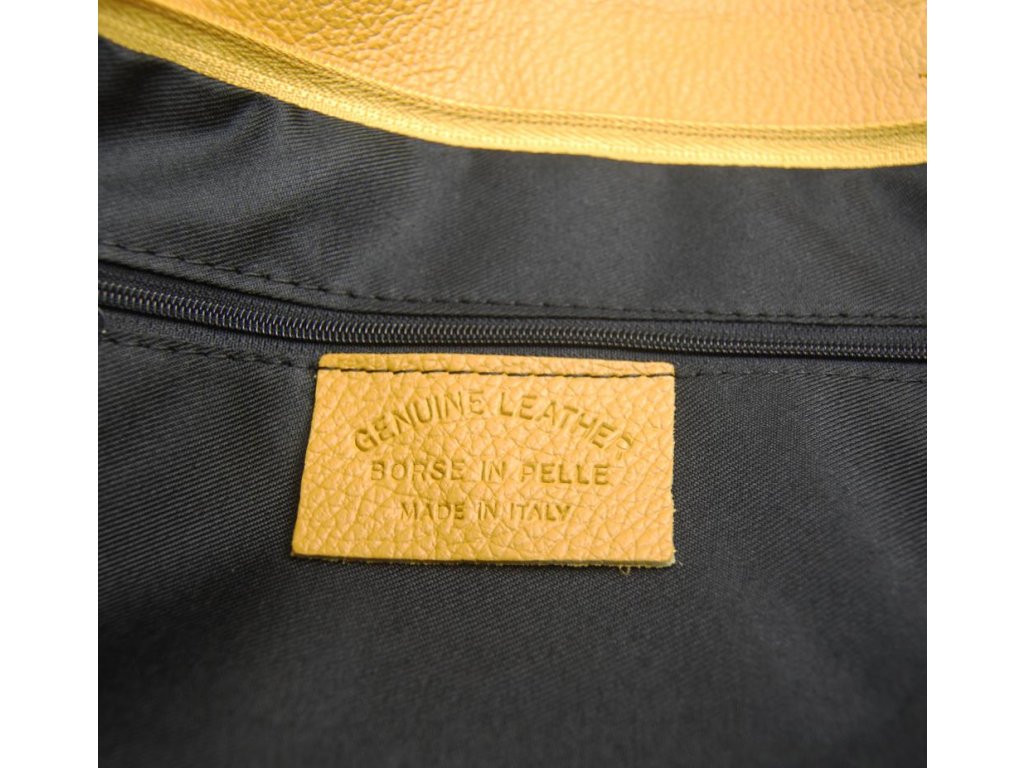 GENUINE LEATHER
BORSE IN PELLE
MADE IN ITALY